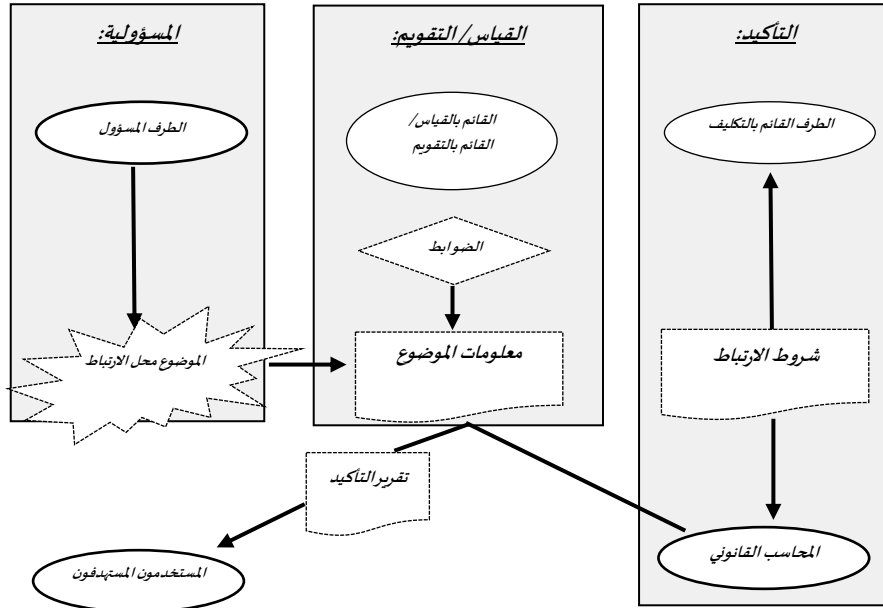 التأكيد:
القياس/ التقويم:
المسؤولية:
الطرف القائم بالتكليف
القائم بالقياس/
القائم بالتقويم
الطرف المسؤول
الضوابط
شروط الارتباط
معلومات الموضوع
الموضوع محل الارتباط
تقرير التأكيد
المحاسب القانوني
المستخدمون المستهدفون